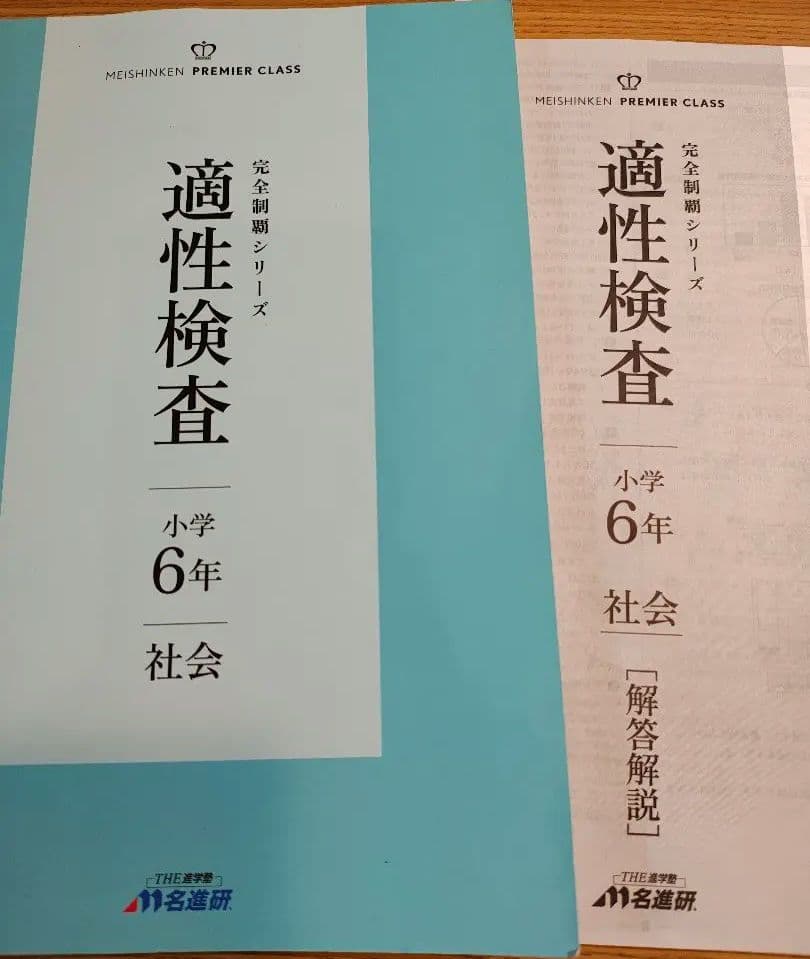 MEISHINKEN PREMIER CLASS
完全制覇シリーズ
適性検査
小学
6年
社会
THE進学塾
名進研
MEISHINKEN PREMIER CLASS
完全制覇シリーズ
適性検査
小学
6年
社会
[解答解説]
THE進学塾
名進研